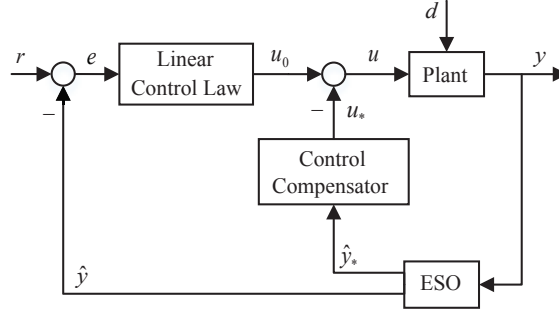 d
r
e
Linear
Control Law
u₀
u
Plant
y
−
−
u*
Control
Compensator
ŷ*
ŷ
ESO